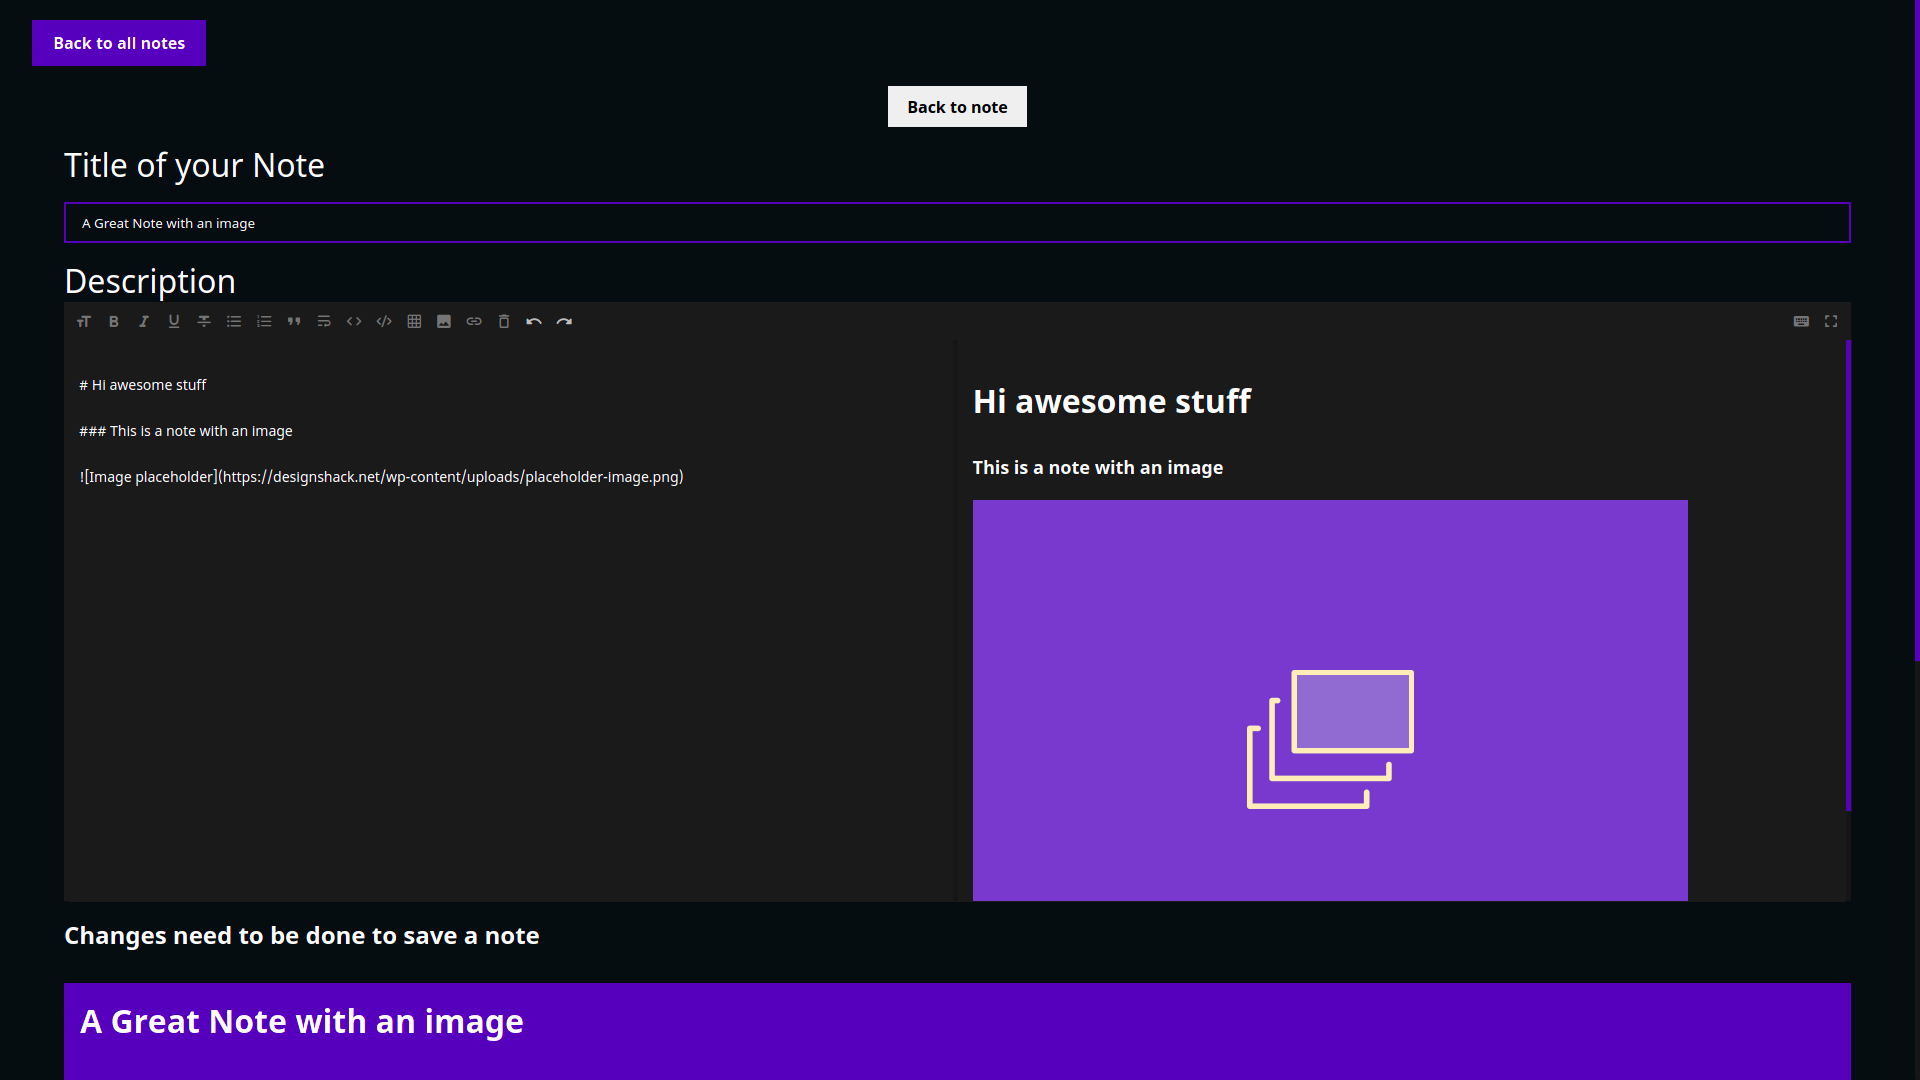 Back to all notes
Back to note
Title of your Note
A Great Note with an image
Description
# Hi awesome stuff
### This is a note with an image
![Image placeholder](https://designshack.net/wp-content/uploads/placeholder-image.png)
Hi awesome stuff
This is a note with an image
Changes need to be done to save a note
A Great Note with an image